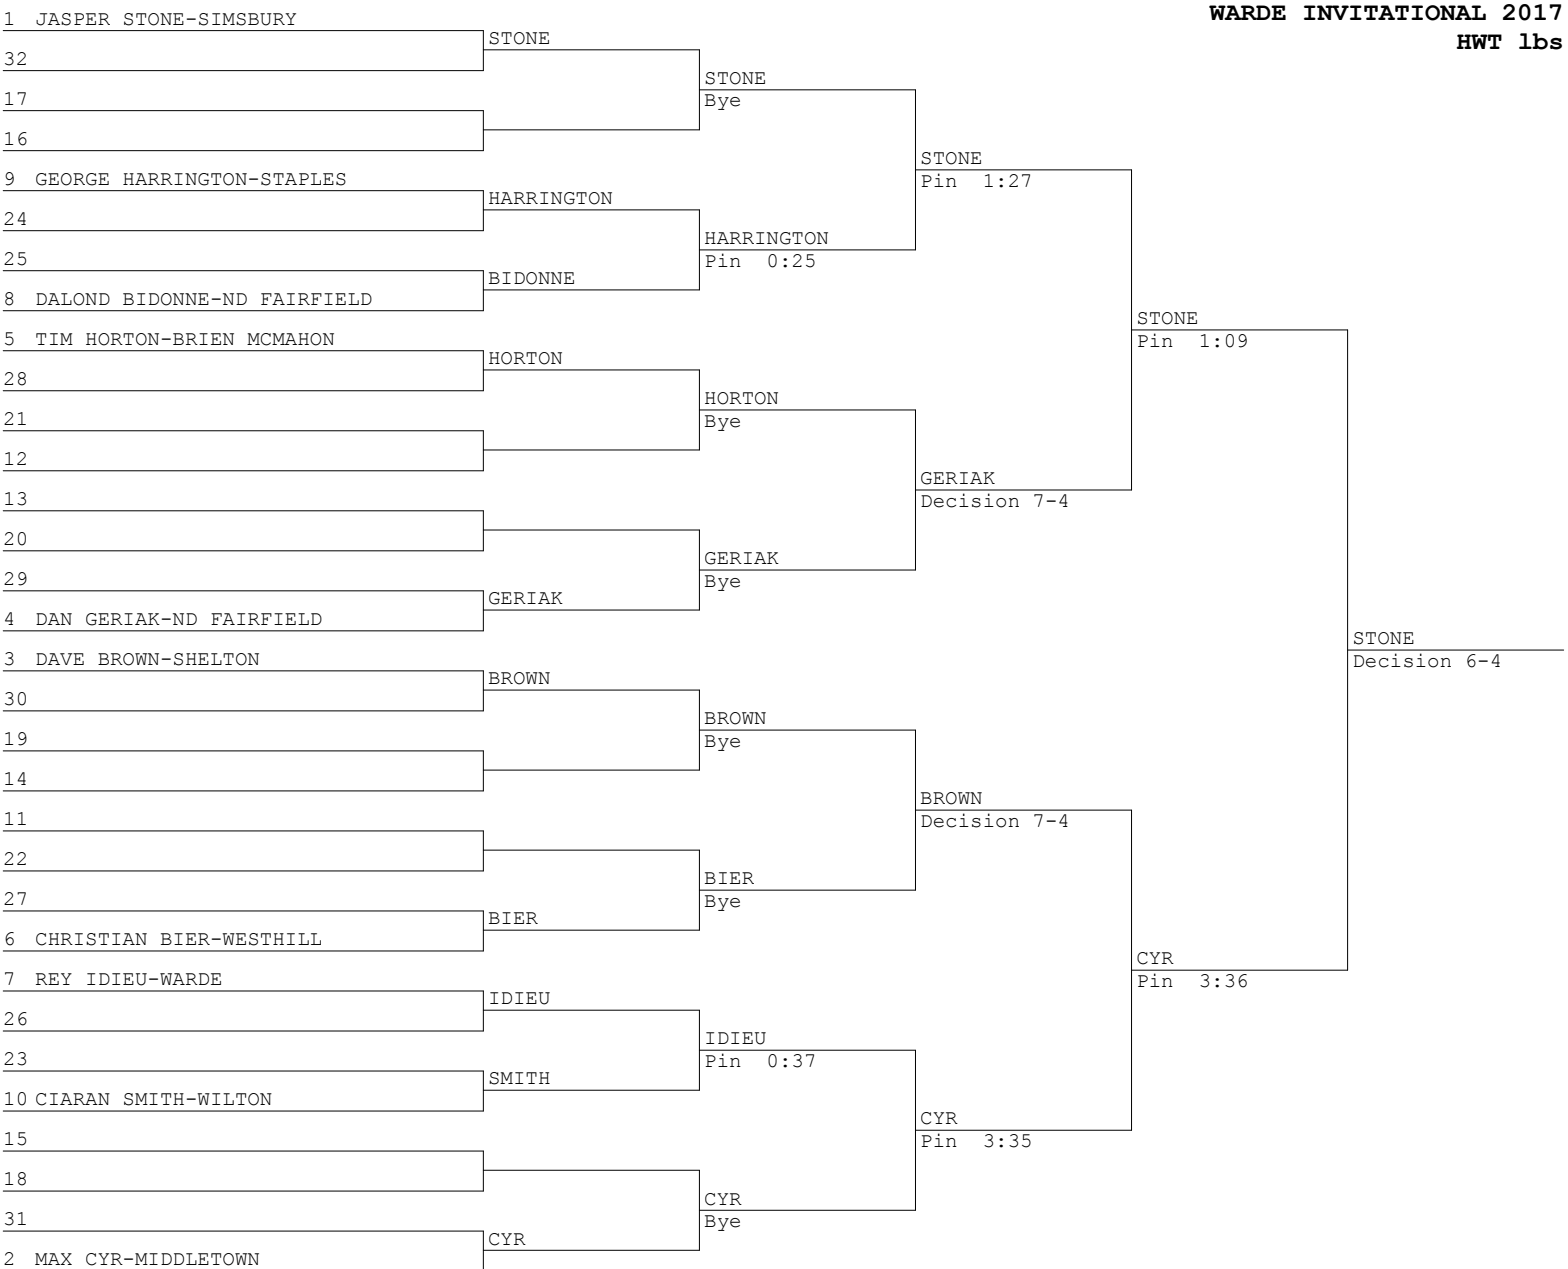 WARDE INVITATIONAL 2017
HWT lbs
1 JASPER STONE-SIMSBURY
STONE
32
STONE
17
Bye
16
STONE
9 GEORGE HARRINGTON-STAPLES
Pin 1:27
HARRINGTON
24
HARRINGTON
25
Pin 0:25
BIDONNE
8 DALOND BIDONNE-ND FAIRFIELD
STONE
5 TIM HORTON-BRIEN MCMAHON
Pin 1:09
HORTON
28
HORTON
21
Bye
12
GERIAK
13
Decision 7-4
20
GERIAK
29
Bye
GERIAK
4 DAN GERIAK-ND FAIRFIELD
STONE
3 DAVE BROWN-SHELTON
Decision 6-4
BROWN
30
BROWN
19
Bye
14
BROWN
11
Decision 7-4
22
BIER
27
Bye
BIER
6 CHRISTIAN BIER-WESTHILL
CYR
7 REY IDIEU-WARDE
Pin 3:36
IDIEU
26
IDIEU
23
Pin 0:37
SMITH
10 CIARAN SMITH-WILTON
CYR
15
Pin 3:35
18
CYR
31
Bye
CYR
2 MAX CYR-MIDDLETOWN